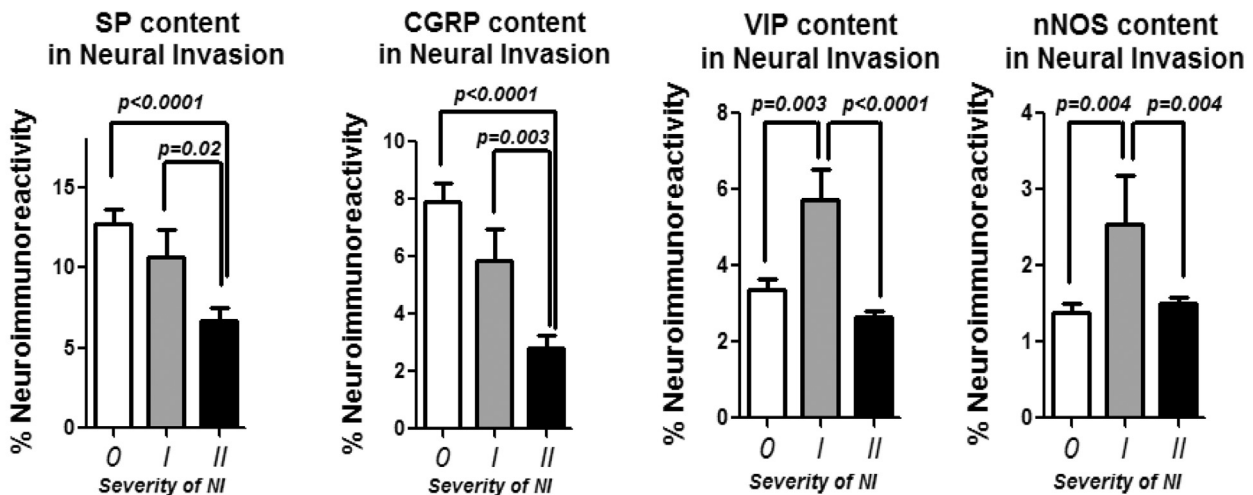 SP content
in Neural Invasion
% Neuroimmunoreactivity
p<0.0001
p=0.02
15
10
5
0
0
I
II
Severity of NI
CGRP content
in Neural Invasion
% Neuroimmunoreactivity
p<0.0001
p=0.003
10
8
6
4
2
0
0
I
II
Severity of NI
VIP content
in Neural Invasion
% Neuroimmunoreactivity
p=0.003
p<0.0001
8
6
4
2
0
0
I
II
Severity of NI
nNOS content
in Neural Invasion
% Neuroimmunoreactivity
p=0.004
p=0.004
4
3
2
1
0
0
I
II
Severity of NI